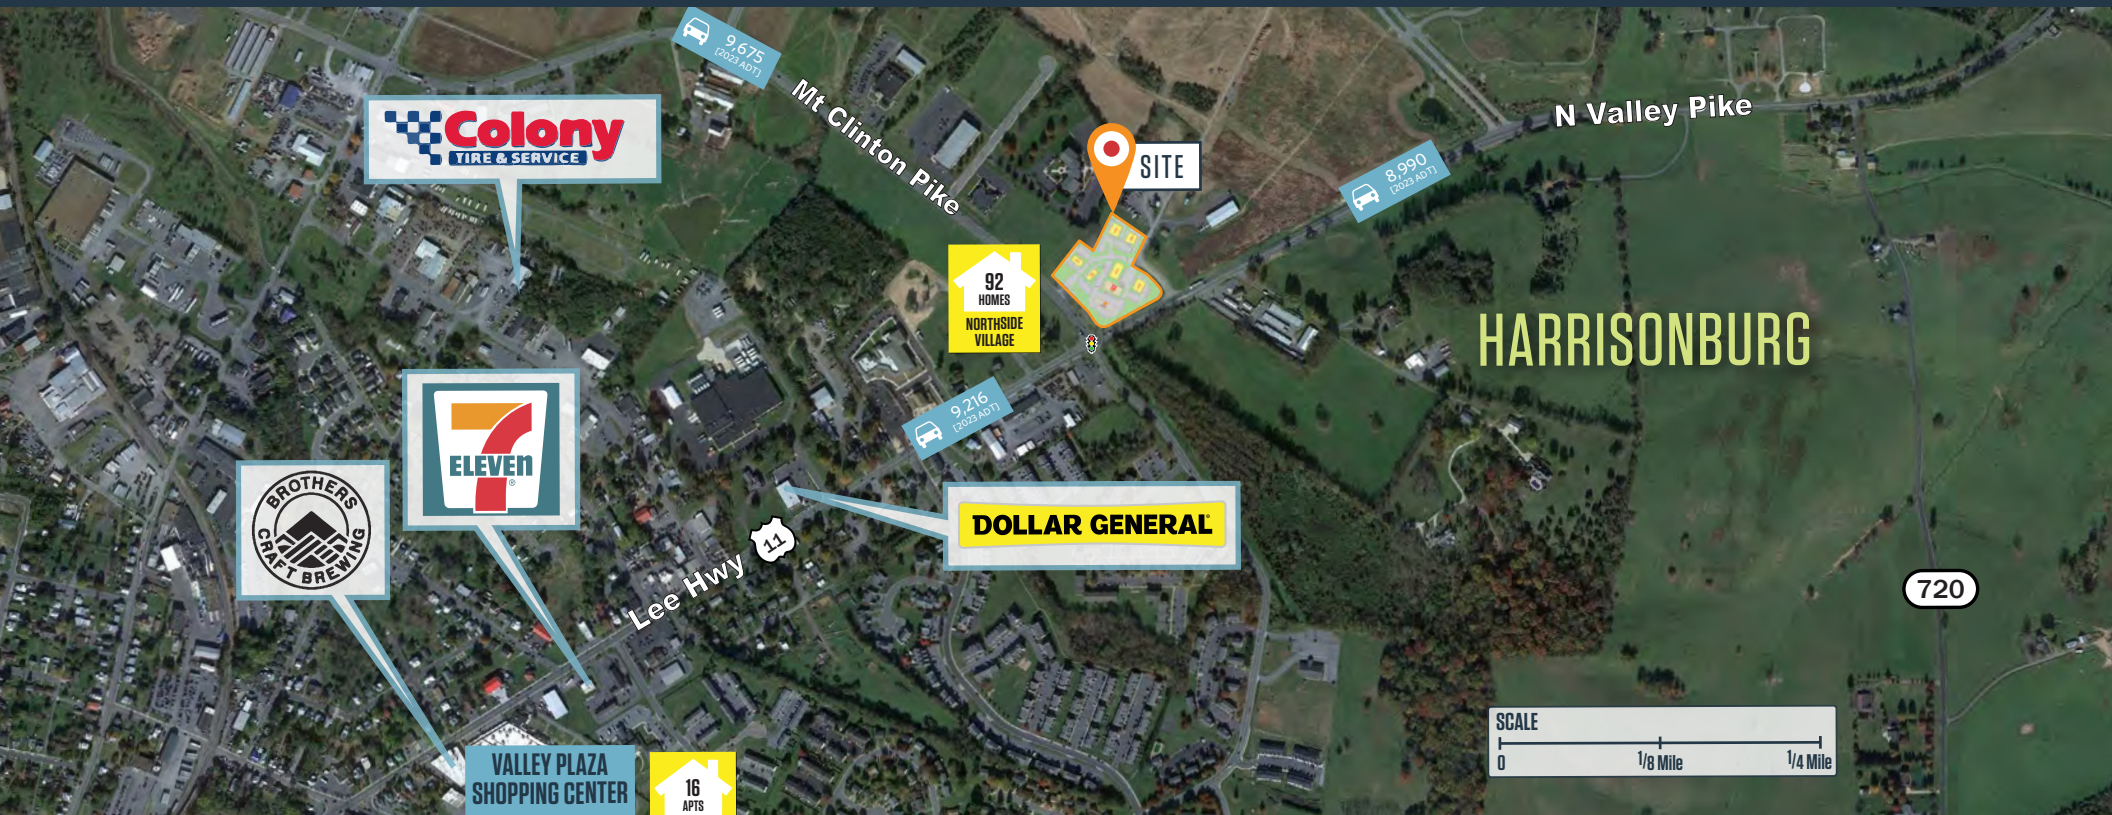 9,675
[2023 ADT]
Mt Clinton Pike
N Valley Pike
Colony
TIRE & SERVICE
SITE
8,990
[2023 ADT]
92
HOMES
NORTHSIDE
VILLAGE
HARRISONBURG
9,216
[2023 ADT]
7
ELEVEn
®
BROTHERS
CRAFT BREWING
DOLLAR GENERAL
11
Lee Hwy
720
SCALE
0
1/8 Mile
1/4 Mile
VALLEY PLAZA
SHOPPING CENTER
16
APTS